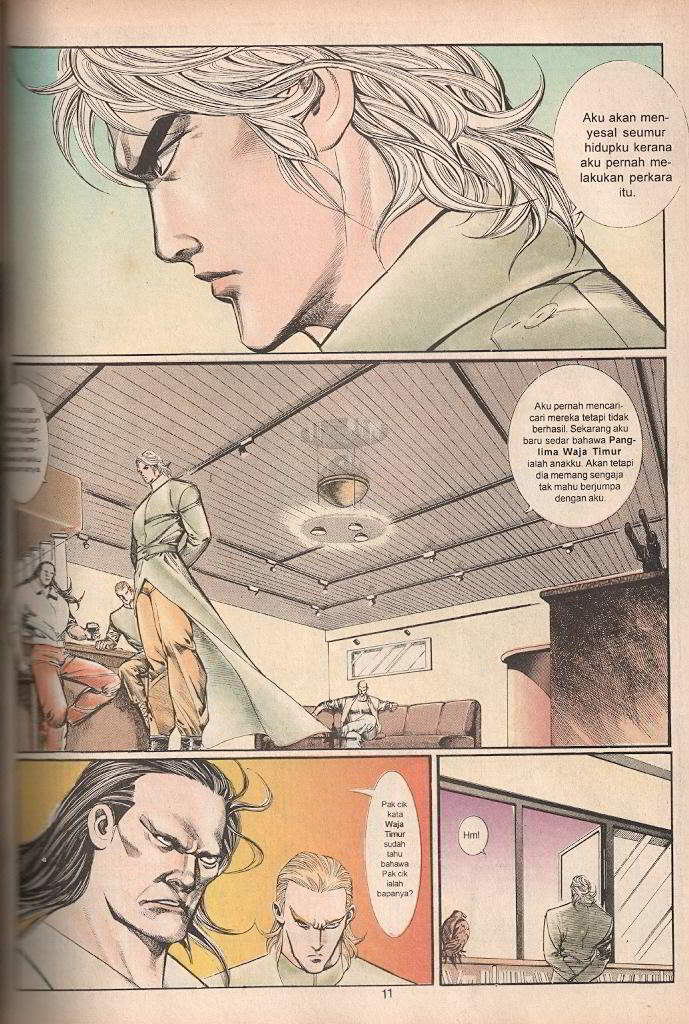 Aku akan men-
yesal seumur
hidupku kerana
aku pernah me-
lakukan perkara
itu.
Aku pernah mencari-
cari mereka tetapi tidak
berhasil. Sekarang aku
baru sedar bahawa Pang-
lima Waja Timur
ialah anakku. Akan tetapi
dia memang sengaja
tak mahu berjumpa
dengan aku.
Pak cik
kata
Waja
Timur
sudah
tahu
bahawa
Pak cik
ialah
bapanya?
Hm!
11